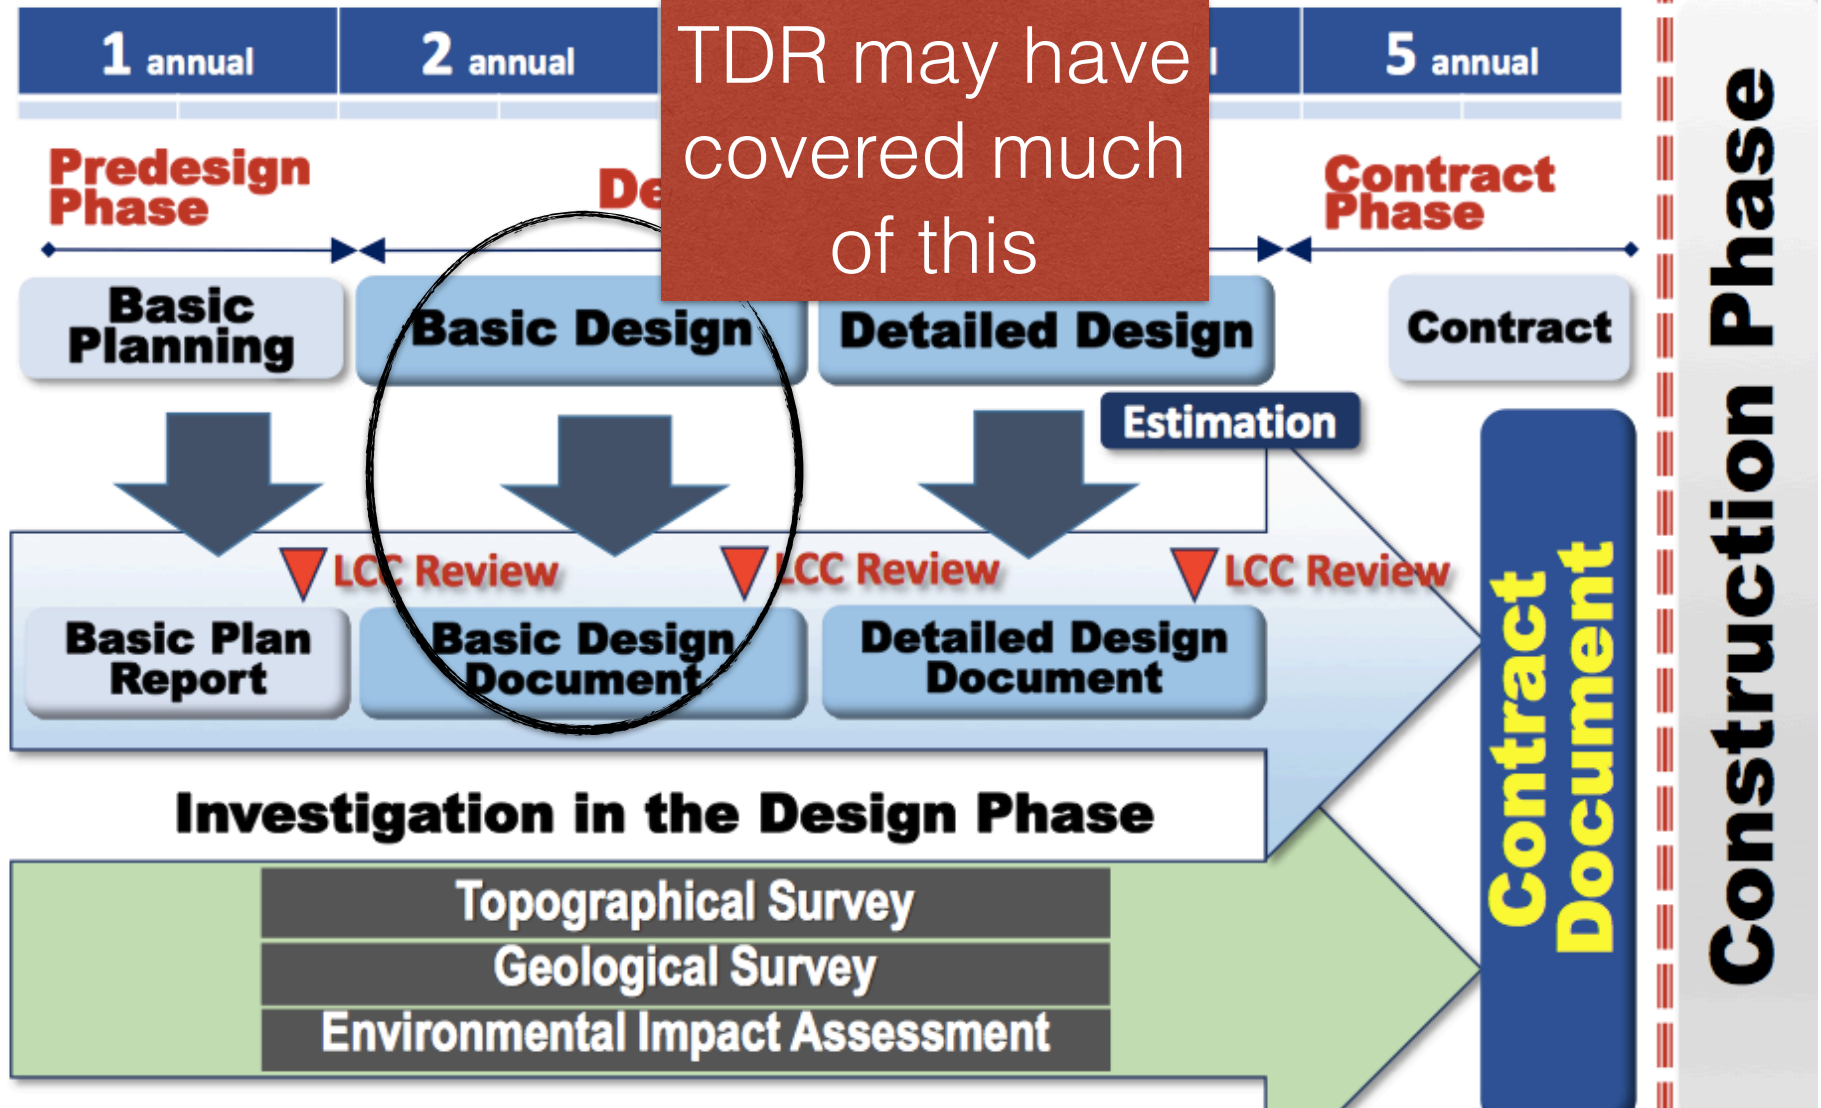 1 annual
2 annual
5 annual
TDR may have
covered much
of this
Predesign
Phase
Contract
Phase
Basic
Planning
Basic Design
Detailed Design
Contract
Estimation
LCC Review
LCC Review
LCC Review
Basic Plan
Report
Basic Design
Document
Detailed Design
Document
Contract
Document
Construction Phase
Investigation in the Design Phase
Topographical Survey
Geological Survey
Environmental Impact Assessment